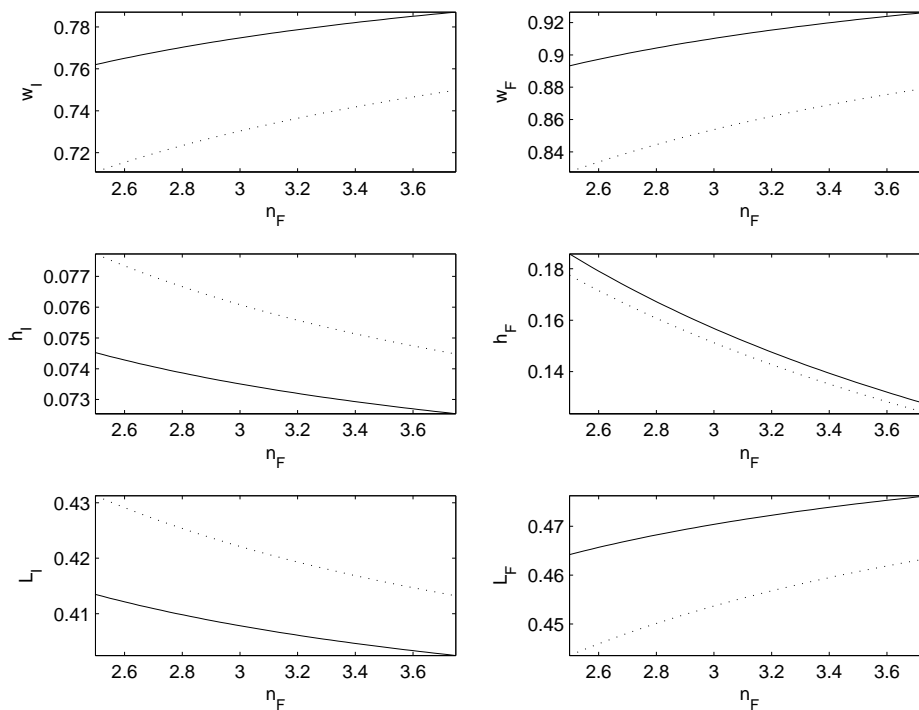 0.78
0.76
0.74
0.72
w_I
2.6 2.8 3 3.2 3.4 3.6
n_F
0.92
0.9
0.88
0.86
0.84
w_F
2.6 2.8 3 3.2 3.4 3.6
n_F
0.077
0.076
0.075
0.074
0.073
h_I
2.6 2.8 3 3.2 3.4 3.6
n_F
0.18
0.16
0.14
h_F
2.6 2.8 3 3.2 3.4 3.6
n_F
0.43
0.42
0.41
L_I
2.6 2.8 3 3.2 3.4 3.6
n_F
0.47
0.46
0.45
L_F
2.6 2.8 3 3.2 3.4 3.6
n_F